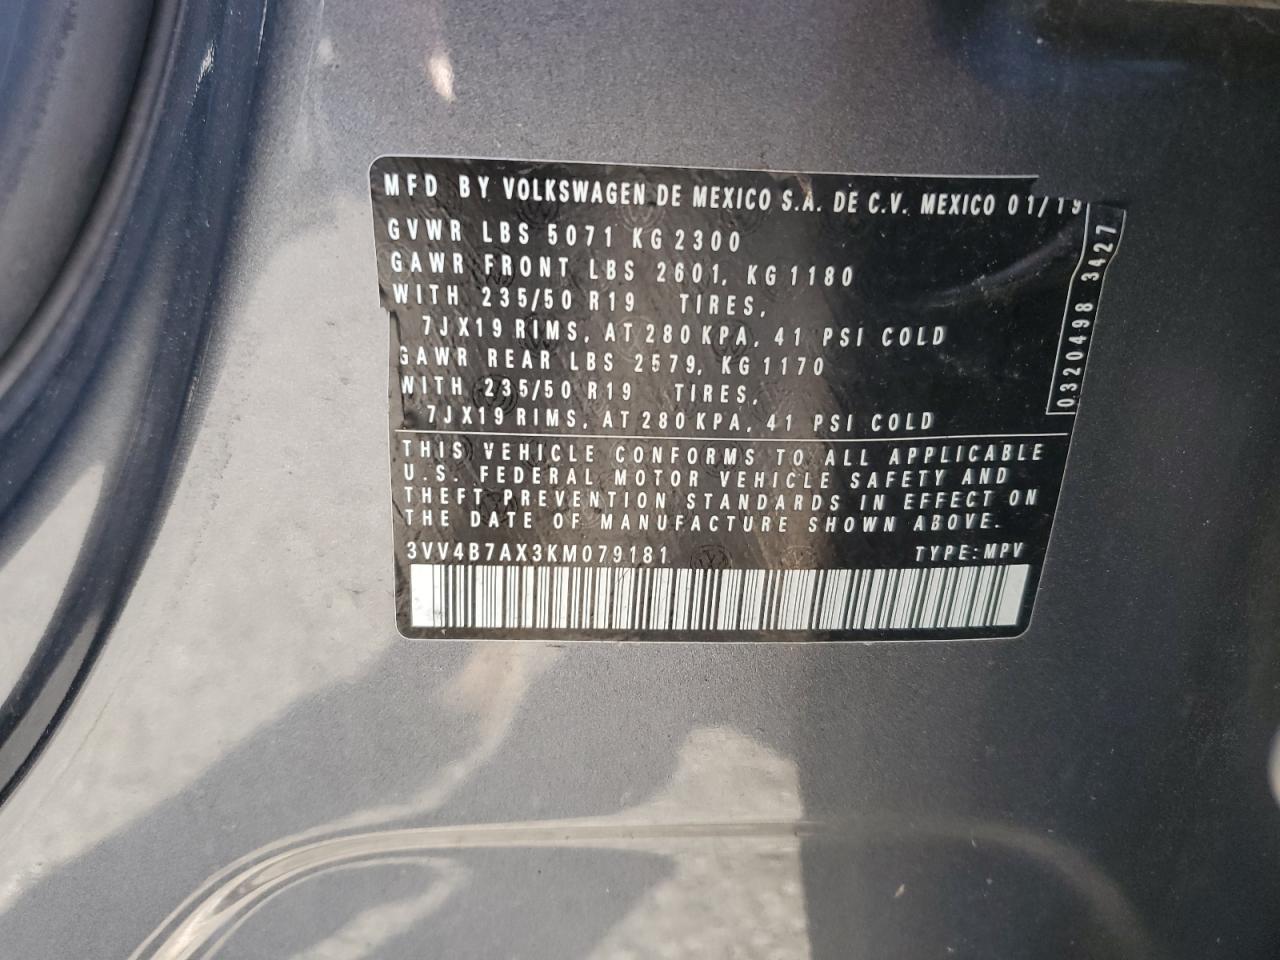 MFD BY VOLKSWAGEN DE MEXICO S.A. DE C.V. MEXICO 01/19
GVWR LBS 5071 KG 2300
GAWR FRONT LBS 2601, KG 1180
WITH 235/50 R19 TIRES,
7JX19 RIMS, AT 280 KPA, 41 PSI COLD
GAWR REAR LBS 2579, KG 1170
WITH 235/50 R19 TIRES,
7JX19 RIMS, AT 280 KPA, 41 PSI COLD
0320498 3427
THIS VEHICLE CONFORMS TO ALL APPLICABLE
U.S. FEDERAL MOTOR VEHICLE SAFETY AND
THEFT PREVENTION STANDARDS IN EFFECT ON
THE DATE OF MANUFACTURE SHOWN ABOVE.
3VV4B7AX3KM079181 TYPE: MPV